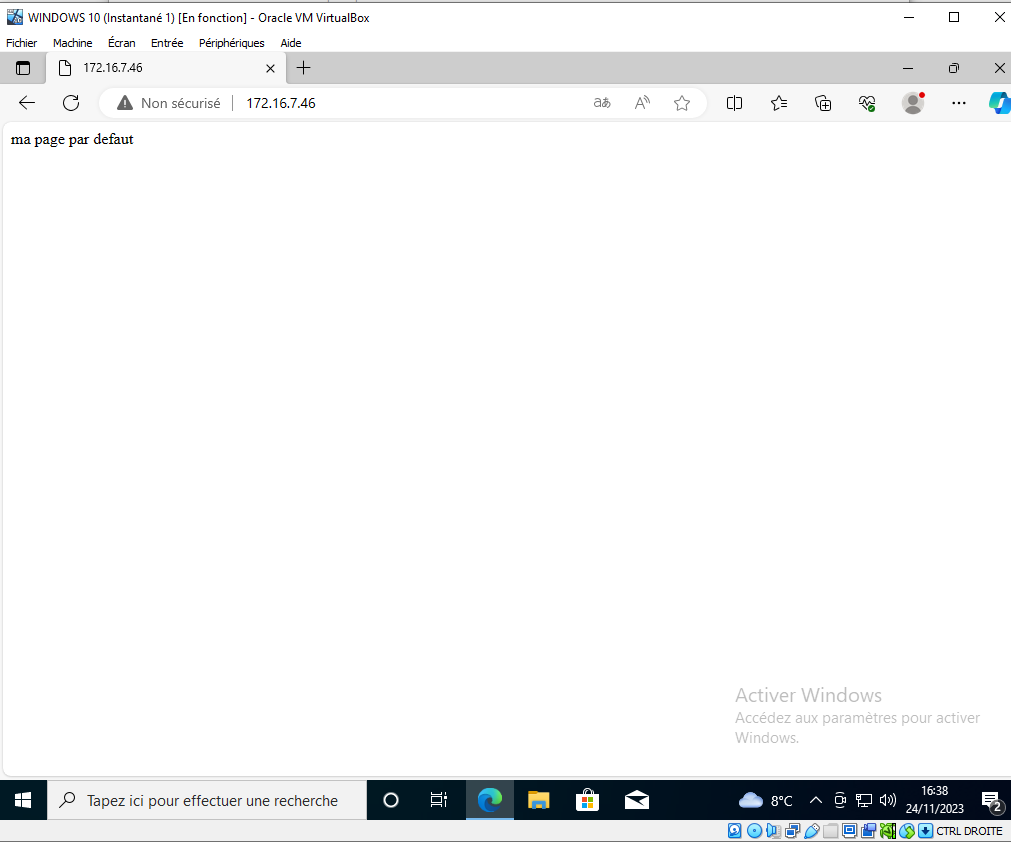 WINDOWS 10 (Instantané 1) [En fonction] - Oracle VM VirtualBox
Fichier Machine Écran Entrée Périphériques Aide
172.16.7.46
Non sécurisé 172.16.7.46
ma page par defaut
Activer Windows
Accédez aux paramètres pour activer
Windows.
Tapez ici pour effectuer une recherche
8°C
16:38
24/11/2023
2
CTRL DROITE